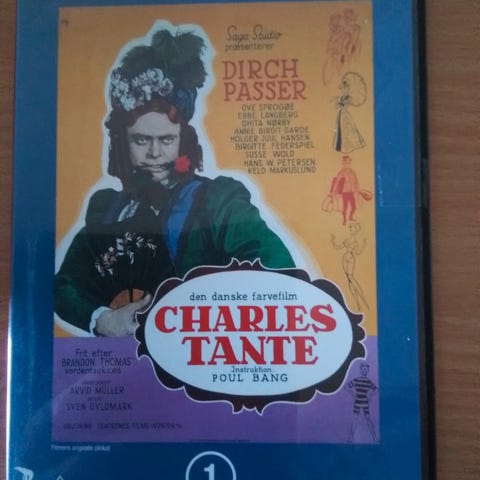 Saga Studio
præsenterer
DIRCH
PASSER
OVE SPROGØE
EBBE LANGBERG
GHITA NØRBY
ANNIE BIRGIT GARDE
HOLGER JUUL HANSEN
BIRGITTE FEDERSPIEL
SUSSE WOLD
HANS W. PETERSEN
KELD MARKUSLUND
den danske farvefilm
CHARLES
TANTE
Instruktion:
POUL BANG
Frit efter
BRANDON THOMAS'
verdenssukces
ARVID MÜLLER
SVEN GYLDMARK
Filmens originale plakat
1